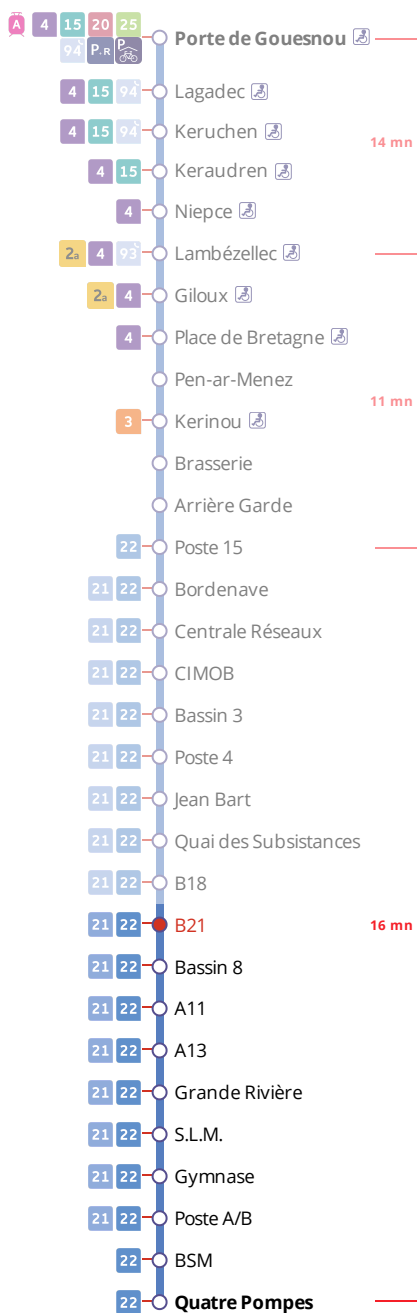 A 4 15 20 25
94 P+R P
Porte de Gouesnou
4 15 94 Lagadec
4 15 94 Keruchen
14 mn
4 15 Keraudren
4 Niepce
2a 4 93 Lambézellec
2a 4 Giloux
4 Place de Bretagne
Pen-ar-Menez
11 mn
3 Kerinou
Brasserie
Arrière Garde
22 Poste 15
21 22 Bordenave
21 22 Centrale Réseaux
21 22 CIMOB
21 22 Bassin 3
21 22 Poste 4
21 22 Jean Bart
21 22 Quai des Subsistances
21 22 B18
21 22 B21 16 mn
21 22 Bassin 8
21 22 A11
21 22 A13
21 22 Grande Rivière
21 22 S.L.M.
21 22 Gymnase
21 22 Poste A/B
22 BSM
22 Quatre Pompes